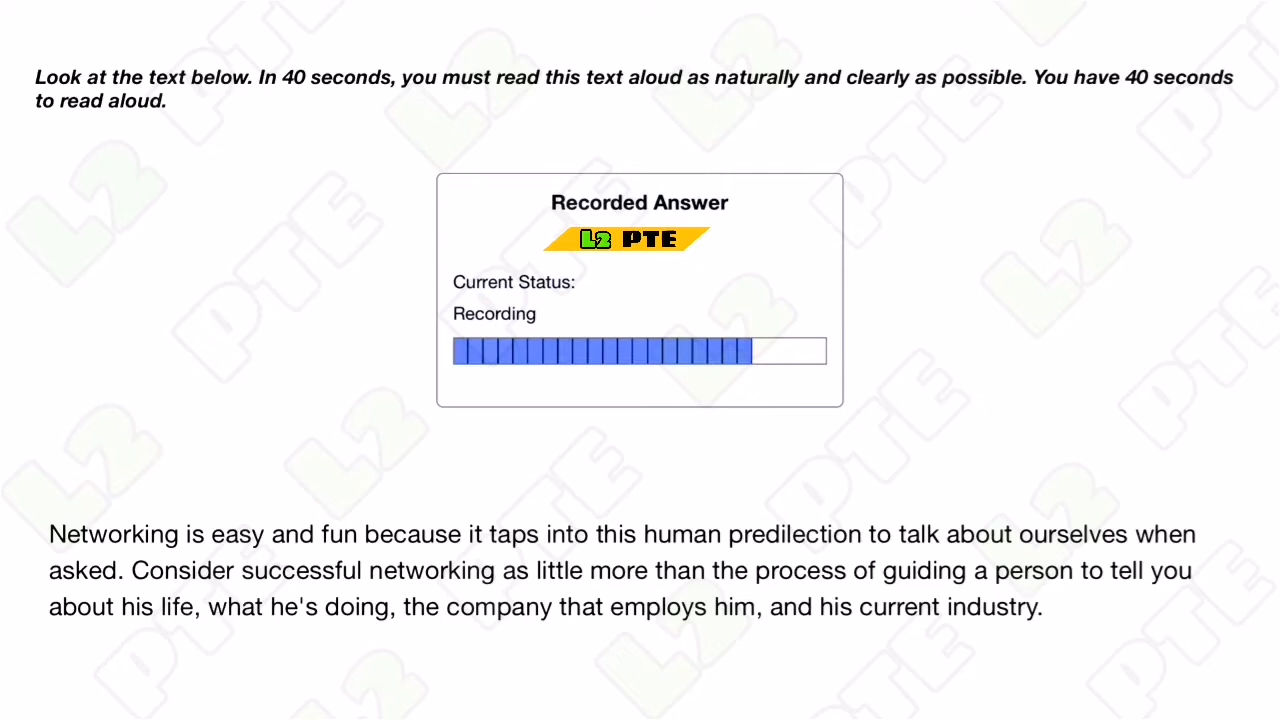 Look at the text below. In 40 seconds, you must read this text aloud as naturally and clearly as possible. You have 40 seconds
to read aloud.
Recorded Answer
L2 PTE
Current Status:
Recording
Networking is easy and fun because it taps into this human predilection to talk about ourselves when
asked. Consider successful networking as little more than the process of guiding a person to tell you
about his life, what he's doing, the company that employs him, and his current industry.